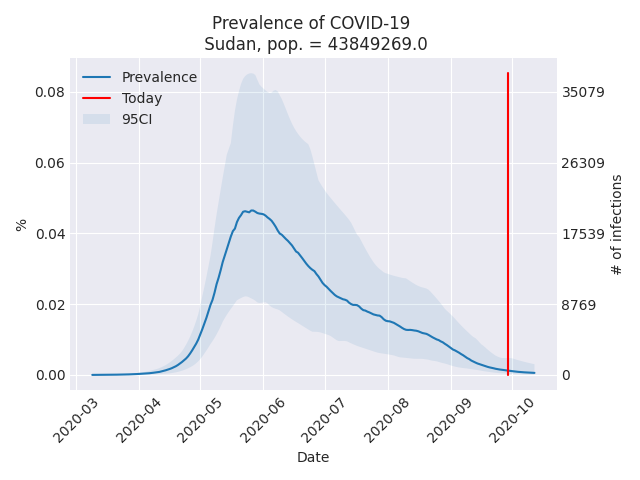 Prevalence of COVID-19
Sudan, pop. = 43849269.0
Prevalence
Today
95CI
0.08
0.06
0.04
0.02
0.00
%
35079
26309
17539
8769
0
# of infections
2020-03
2020-04
2020-05
2020-06
2020-07
2020-08
2020-09
2020-10
Date